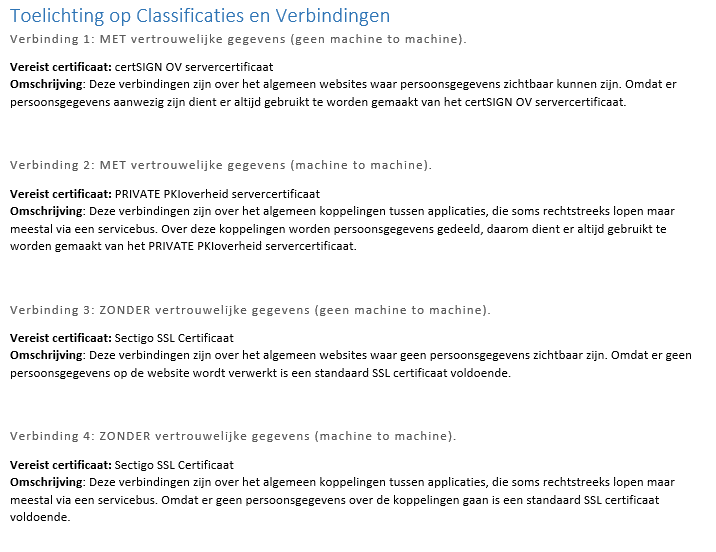 Toelichting op Classificaties en Verbindingen
Verbinding 1: MET vertrouwelijke gegevens (geen machine to machine).
Vereist certificaat: certSIGN OV servercertificaat
Omschrijving: Deze verbindingen zijn over het algemeen websites waar persoonsgegevens zichtbaar kunnen zijn. Omdat er
persoonsgegevens aanwezig zijn dient er altijd gebruikt te worden gemaakt van het certSIGN OV servercertificaat.
Verbinding 2: MET vertrouwelijke gegevens (machine to machine).
Vereist certificaat: PRIVATE PKIoverheid servercertificaat
Omschrijving: Deze verbindingen zijn over het algemeen koppelingen tussen applicaties, die soms rechtstreeks lopen maar
meestal via een servicebus. Over deze koppelingen worden persoonsgegevens gedeeld, daarom dient er altijd gebruikt te
worden gemaakt van het PRIVATE PKIoverheid servercertificaat.
Verbinding 3: ZONDER vertrouwelijke gegevens (geen machine to machine).
Vereist certificaat: Sectigo SSL Certificaat
Omschrijving: Deze verbindingen zijn over het algemeen websites waar geen persoonsgegevens zichtbaar zijn. Omdat er geen
persoonsgegevens op de website wordt verwerkt is een standaard SSL certificaat voldoende.
Verbinding 4: ZONDER vertrouwelijke gegevens (machine to machine).
Vereist certificaat: Sectigo SSL Certificaat
Omschrijving: Deze verbindingen zijn over het algemeen koppelingen tussen applicaties, die soms rechtstreeks lopen maar
meestal via een servicebus. Omdat er geen persoonsgegevens over de koppelingen gaan is een standaard SSL certificaat
voldoende.